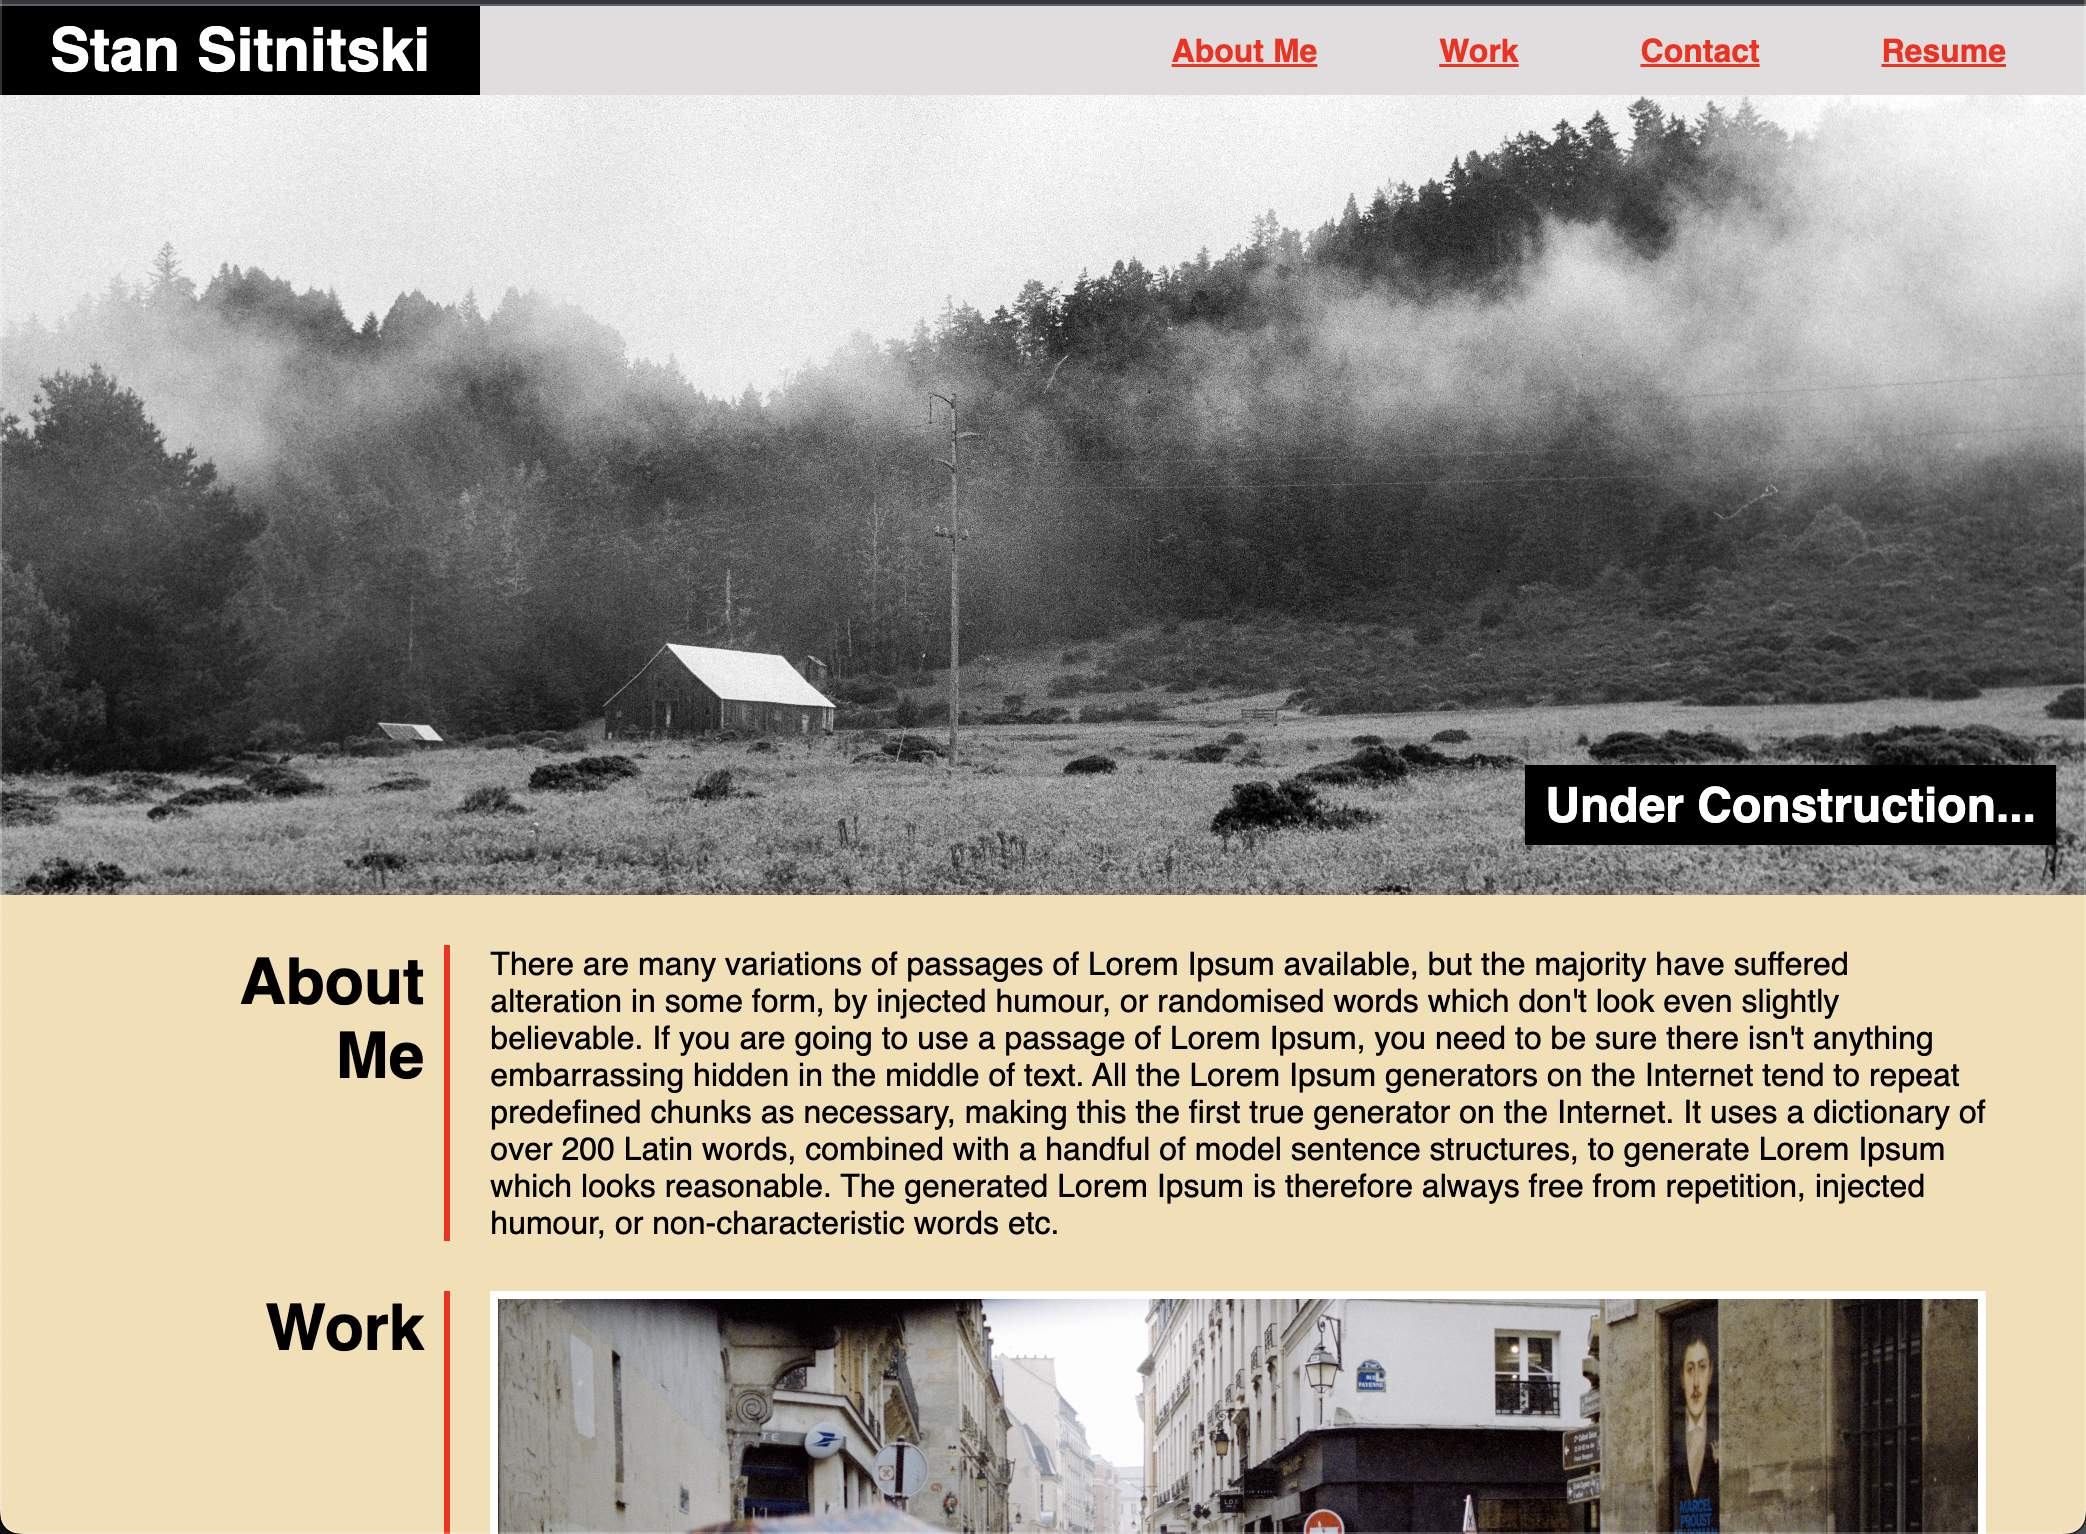 Stan Sitnitski
About Me Work Contact Resume
Under Construction...
About
Me
There are many variations of passages of Lorem Ipsum available, but the majority have suffered
alteration in some form, by injected humour, or randomised words which don't look even slightly
believable. If you are going to use a passage of Lorem Ipsum, you need to be sure there isn't anything
embarrassing hidden in the middle of text. All the Lorem Ipsum generators on the Internet tend to repeat
predefined chunks as necessary, making this the first true generator on the Internet. It uses a dictionary of
over 200 Latin words, combined with a handful of model sentence structures, to generate Lorem Ipsum
which looks reasonable. The generated Lorem Ipsum is therefore always free from repetition, injected
humour, or non-characteristic words etc.
Work
RUE
PAYENNE
MARCEL
PROUST